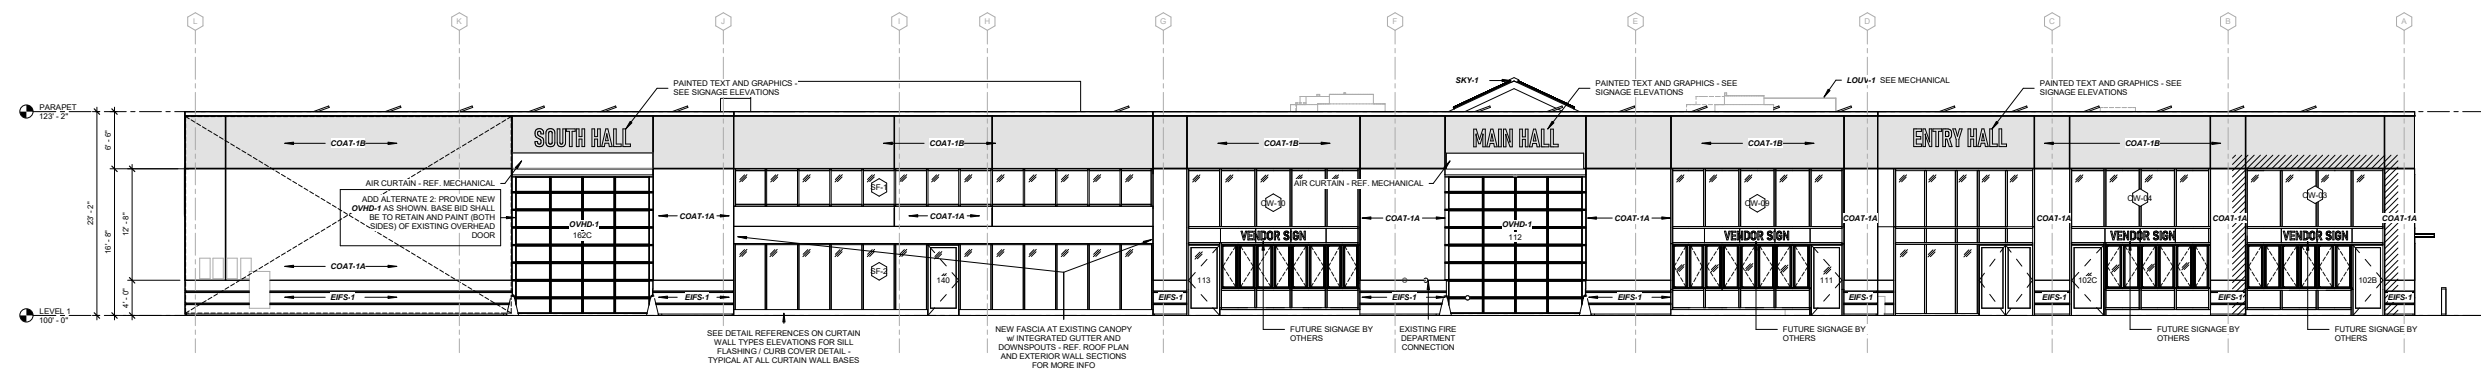 L
K
J
I
H
G
F
E
D
C
B
A
PARAPET
123' - 2"
LEVEL 1
100' - 0"
23' - 2"
16' - 8"
6' - 6"
12' - 8"
4' - 0"
PAINTED TEXT AND GRAPHICS -
SEE SIGNAGE ELEVATIONS
SKY-1
PAINTED TEXT AND GRAPHICS - SEE
SIGNAGE ELEVATIONS
LOUV-1 SEE MECHANICAL
PAINTED TEXT AND GRAPHICS - SEE
SIGNAGE ELEVATIONS
COAT-1B
SOUTH HALL
COAT-1B
COAT-1B
MAIN HALL
COAT-1B
ENTRY HALL
COAT-1B
AIR CURTAIN - REF. MECHANICAL
ADD ALTERNATE 2: PROVIDE NEW
OVHD-1 AS SHOWN. BASE BID SHALL
BE TO RETAIN AND PAINT (BOTH
SIDES) OF EXISTING OVERHEAD
DOOR
SF-1
AIR CURTAIN - REF. MECHANICAL
CW-10
CW-09
CW-04
CW-03
OVHD-1
162C
COAT-1A
COAT-1A
COAT-1A
OVHD-1
112
COAT-1A
COAT-1A
COAT-1A
COAT-1A
COAT-1A
VENDOR SIGN
VENDOR SIGN
VENDOR SIGN
VENDOR SIGN
COAT-1A
SF-2
140
113
111
102C
102B
EIFS-1
EIFS-1
EIFS-1
EIFS-1
EIFS-1
EIFS-1
EIFS-1
EIFS-1
EIFS-1
SEE DETAIL REFERENCES ON CURTAIN
WALL TYPES ELEVATIONS FOR SILL
FLASHING / CURB COVER DETAIL -
TYPICAL AT ALL CURTAIN WALL BASES
NEW FASCIA AT EXISTING CANOPY
w/ INTEGRATED GUTTER AND
DOWNSPOUTS - REF. ROOF PLAN
AND EXTERIOR WALL SECTIONS
FOR MORE INFO
FUTURE SIGNAGE BY
OTHERS
EXISTING FIRE
DEPARTMENT
CONNECTION
FUTURE SIGNAGE BY
OTHERS
FUTURE SIGNAGE BY
OTHERS
FUTURE SIGNAGE BY
OTHERS